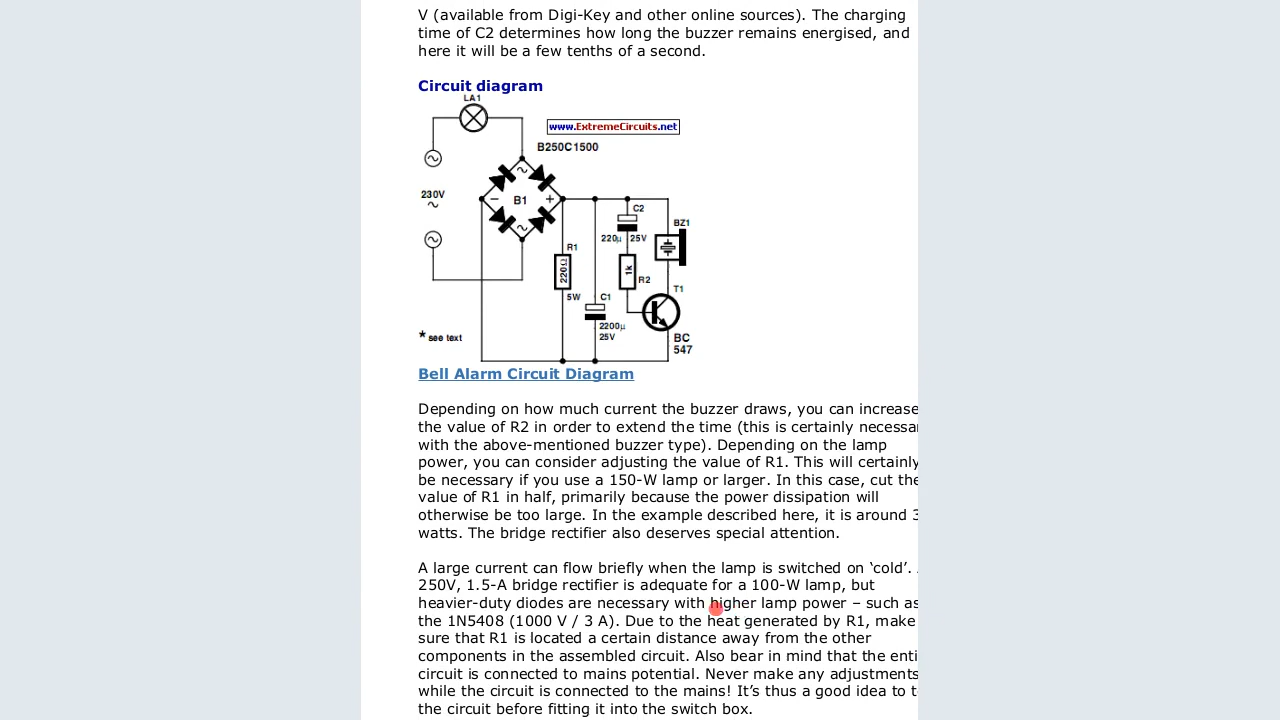 V (available from Digi-Key and other online sources). The charging
time of C2 determines how long the buzzer remains energised, and
here it will be a few tenths of a second.
Circuit diagram
LA1
www.ExtremeCircuits.net
B250C1500
230V
B1
C2
220µ 25V
BZ1
R1
220Ω
5W
1k
R2
C1
2200µ
25V
T1
BC
547
* see text
Bell Alarm Circuit Diagram
Depending on how much current the buzzer draws, you can increase
the value of R2 in order to extend the time (this is certainly
with the above-mentioned buzzer type). Depending on the lamp
power, you can consider adjusting the value of R1. This will certainly
be necessary if you use a 150-W lamp or larger. In this case, cut the
value of R1 in half, primarily because the power dissipation will
otherwise be too large. In the example described here, it is around
watts. The bridge rectifier also deserves special attention.
A large current can flow briefly when the lamp is switched on ‘cold’.
250V, 1.5-A bridge rectifier is adequate for a 100-W lamp, but
heavier-duty diodes are necessary with higher lamp power – such as
the 1N5408 (1000 V / 3 A). Due to the heat generated by R1, make
sure that R1 is located a certain distance away from the other
components in the assembled circuit. Also bear in mind that the
circuit is connected to mains potential. Never make any adjustments
while the circuit is connected to the mains! It’s thus a good idea to
the circuit before fitting it into the switch box.